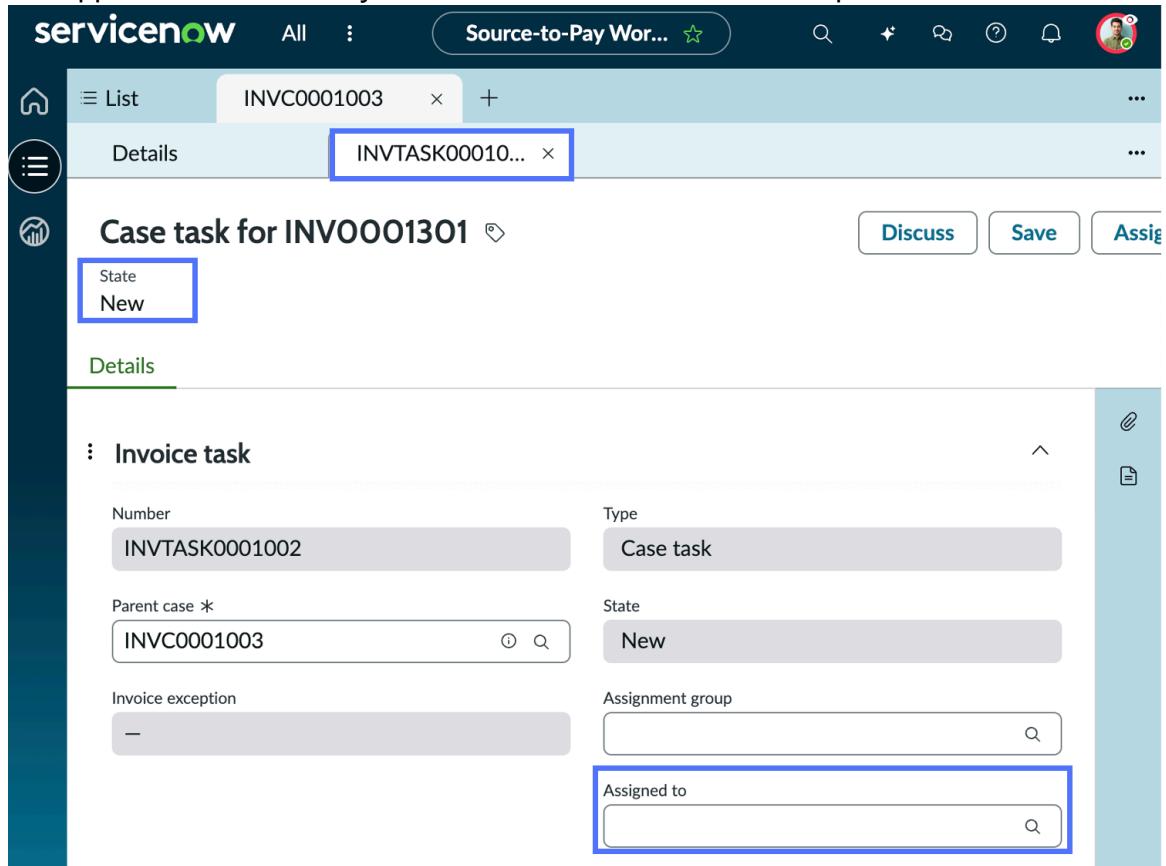 servicenow All Source-to-Pay Wor...
List INVC0001003
Details INVTASK00010...
Case task for INV0001301
Discuss Save Assig
State
New
Details
Invoice task
Number Type
INVTASK0001002 Case task
Parent case * State
INVC0001003 New
Invoice exception Assignment group
—
Assigned to